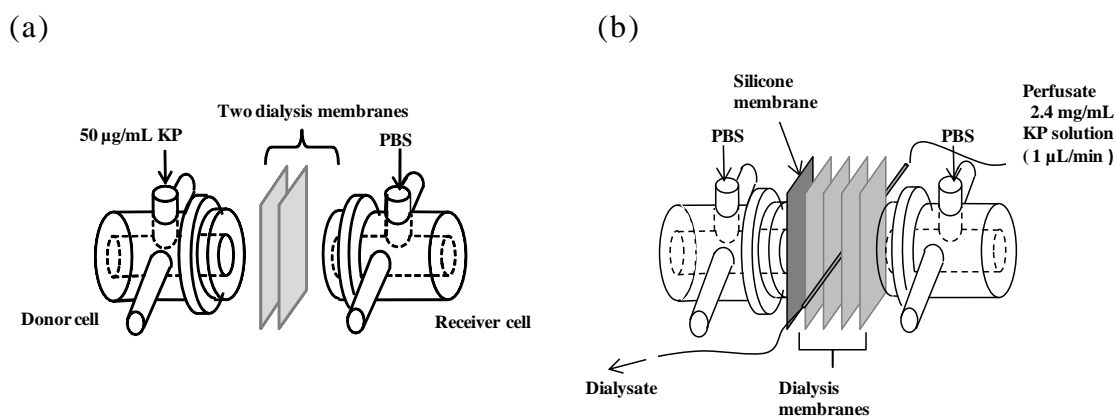 (a)
Two dialysis membranes
50 µg/mL KP
PBS
Donor cell
Receiver cell
(b)
Silicone
membrane
PBS
PBS
Perfusate
2.4 mg/mL
KP solution
( 1 µL/min )
Dialysate
Dialysis
membranes